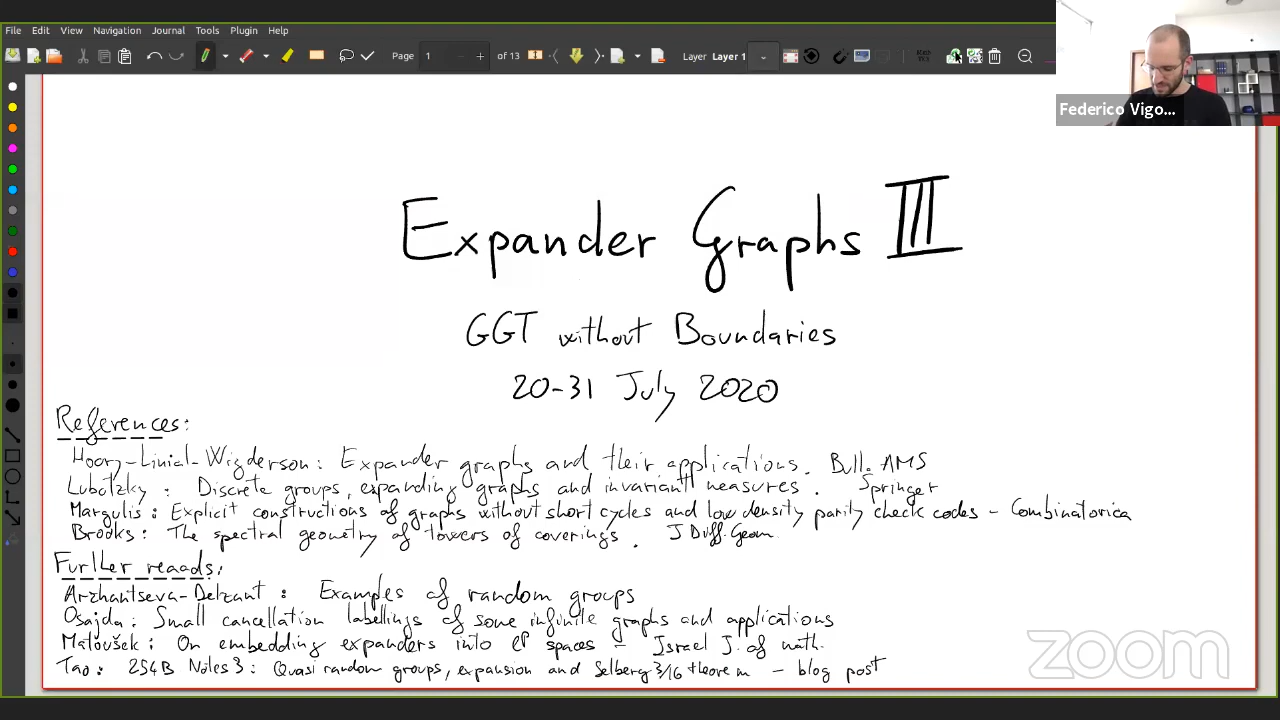 File Edit View Navigation Journal Tools Plugin Help
Page 1 of 13 Layer Layer 1
Federico Vigo...
Expander Graphs III
GGT without Boundaries
20-31 July 2020
References:
Hoory-Linial-Wigderson: Expander graphs and their applications. Bull. AMS
Lubotzky: Discrete groups, expanding graphs and invariant measures. Springer
Margulis: Explicit constructions of graphs without short cycles and low density parity check codes - Combinatorica
Brooks: The spectral geometry of towers of coverings. J Diff. Geom.
Further reaads:
Arzhantseva-Delzant: Examples of random groups
Osajda: Small cancellation labellings of some infinite graphs and applications
Matoušek: On embedding expanders into ℓᵖ spaces - Israel J. of math.
Tao: 254B Notes 3: Quasi random groups, expansion and Selberg 3/16 theorem - blog post
zoom